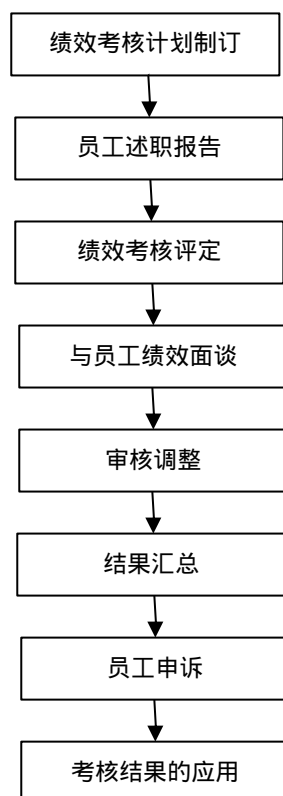 绩效考核计划制订
员工述职报告
绩效考核评定
与员工绩效面谈
审核调整
结果汇总
员工申诉
考核结果的应用